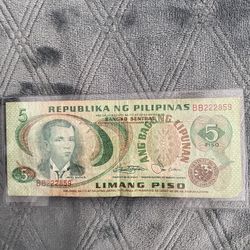 REPUBLIKA NG PILIPINAS
BANGKO SENTRAL
5
BB222859
ANG BAGONG LIPUNAN
5
PISO
BB222859
LIMANG PISO